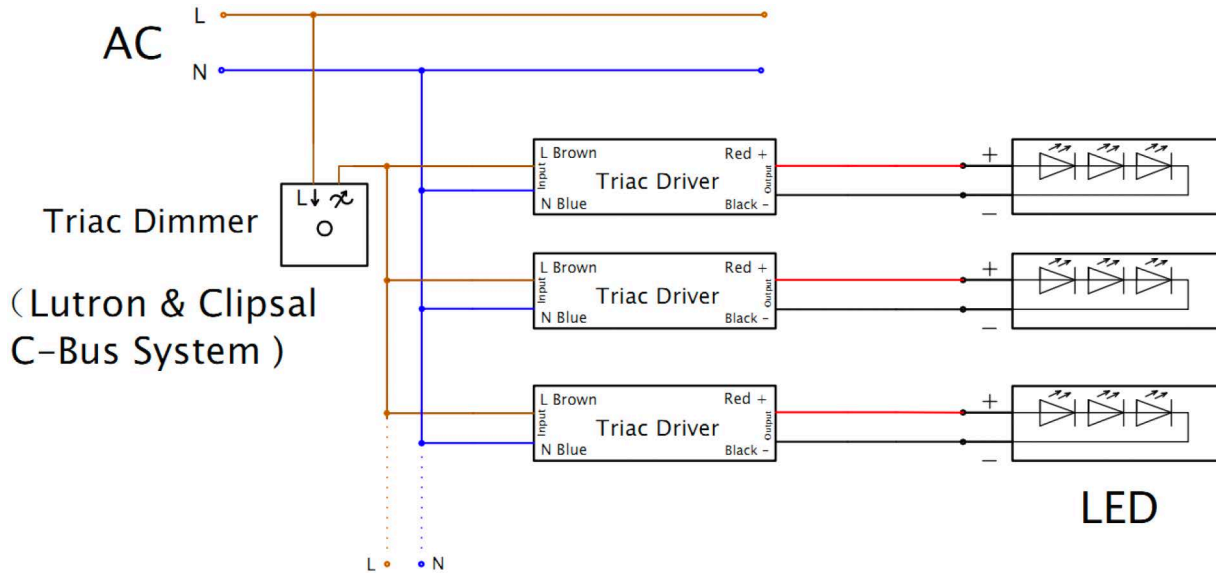 L
AC
N
L Brown
Red +
Input
Triac Driver
Output
N Blue
Black -
+
−
L
Triac Dimmer
(Lutron & Clipsal
C-Bus System )
L Brown
Red +
Input
Triac Driver
Output
N Blue
Black -
+
−
L Brown
Red +
Input
Triac Driver
Output
N Blue
Black -
+
−
LED
L
N